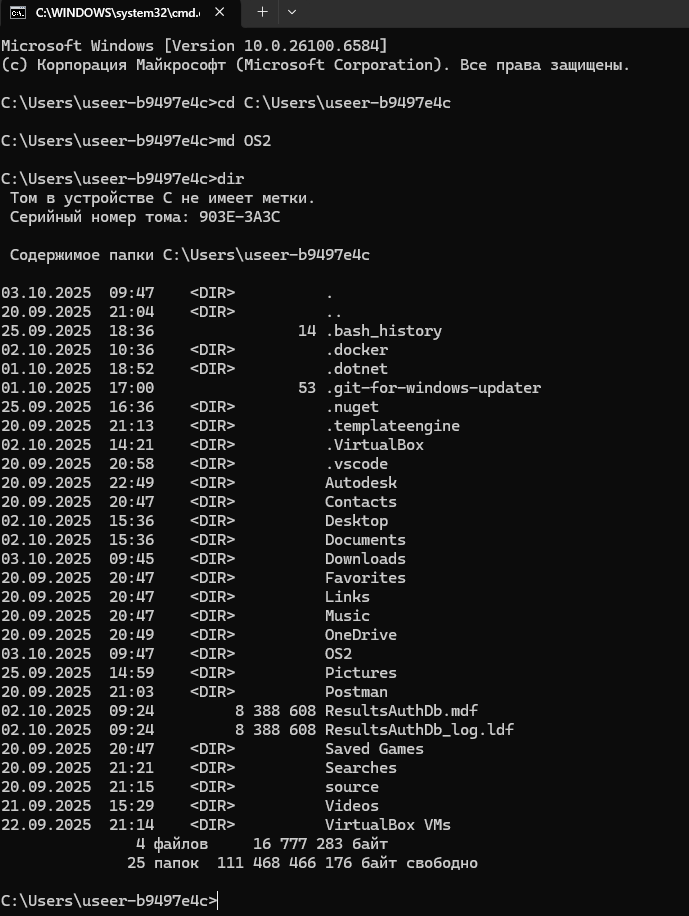 C:\WINDOWS\system32\cmd.
Microsoft Windows [Version 10.0.26100.6584]
(c) Корпорация Майкрософт (Microsoft Corporation). Все права защищены.
C:\Users\useer-b9497e4c>cd C:\Users\useer-b9497e4c
C:\Users\useer-b9497e4c>md OS2
C:\Users\useer-b9497e4c>dir
 Том в устройстве C не имеет метки.
 Серийный номер тома: 903E-3A3C
 Содержимое папки C:\Users\useer-b9497e4c
03.10.2025  09:47    <DIR>          .
20.09.2025  21:04    <DIR>          ..
25.09.2025  18:36                14 .bash_history
02.10.2025  10:36    <DIR>          .docker
01.10.2025  18:52    <DIR>          .dotnet
01.10.2025  17:00                53 .git-for-windows-updater
25.09.2025  16:36    <DIR>          .nuget
20.09.2025  21:13    <DIR>          .templateengine
02.10.2025  14:21    <DIR>          .VirtualBox
20.09.2025  20:58    <DIR>          .vscode
20.09.2025  22:49    <DIR>          Autodesk
20.09.2025  20:47    <DIR>          Contacts
02.10.2025  15:36    <DIR>          Desktop
02.10.2025  15:36    <DIR>          Documents
03.10.2025  09:45    <DIR>          Downloads
20.09.2025  20:47    <DIR>          Favorites
20.09.2025  20:47    <DIR>          Links
20.09.2025  20:47    <DIR>          Music
20.09.2025  20:49    <DIR>          OneDrive
03.10.2025  09:47    <DIR>          OS2
25.09.2025  14:59    <DIR>          Pictures
20.09.2025  21:03    <DIR>          Postman
02.10.2025  09:24         8 388 608 ResultsAuthDb.mdf
02.10.2025  09:24         8 388 608 ResultsAuthDb_log.ldf
20.09.2025  20:47    <DIR>          Saved Games
20.09.2025  21:21    <DIR>          Searches
20.09.2025  21:15    <DIR>          source
21.09.2025  15:29    <DIR>          Videos
22.09.2025  21:14    <DIR>          VirtualBox VMs
               4 файлов     16 777 283 байт
              25 папок  111 468 466 176 байт свободно
C:\Users\useer-b9497e4c>